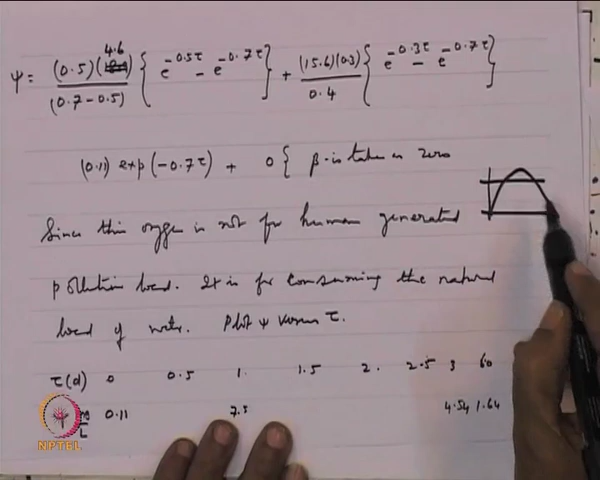 4.6
ψ = (0.5)( ) / (0.7-0.5) { e^-0.5τ - e^-0.7τ } + (15.6)(0.3) / 0.4 { e^-0.3τ - e^-0.7τ }
(0.1) exp (-0.7τ) + 0 { β is taken as zero
Since this oxygen is not for human generated
pollution load. It is for consuming the natural
load of water. Plot ψ versus τ.
τ(d) 0 0.5 1. 1.5 2. 2.5 3 60
L 0.11 7.5 4.54 1.64
NPTEL